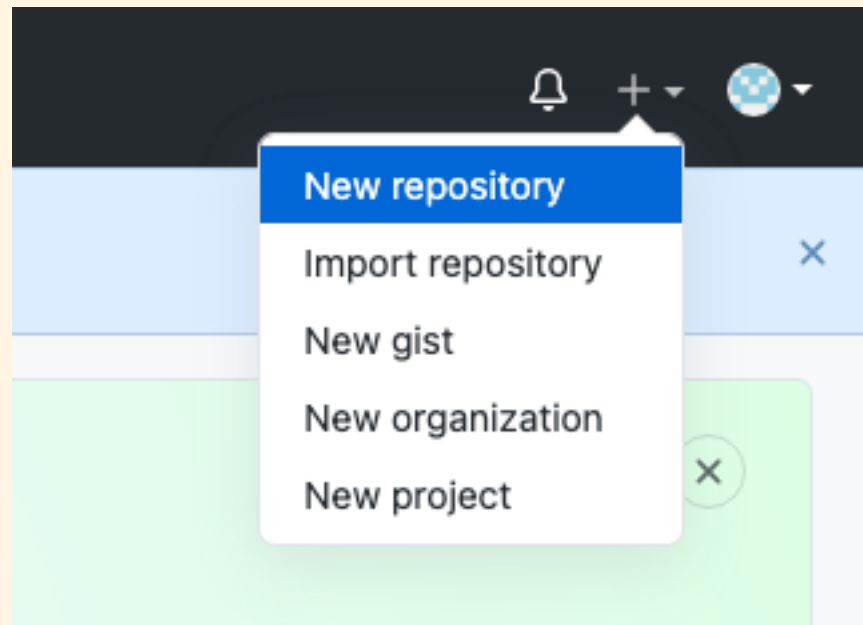 New repository
Import repository
New gist
New organization
New project